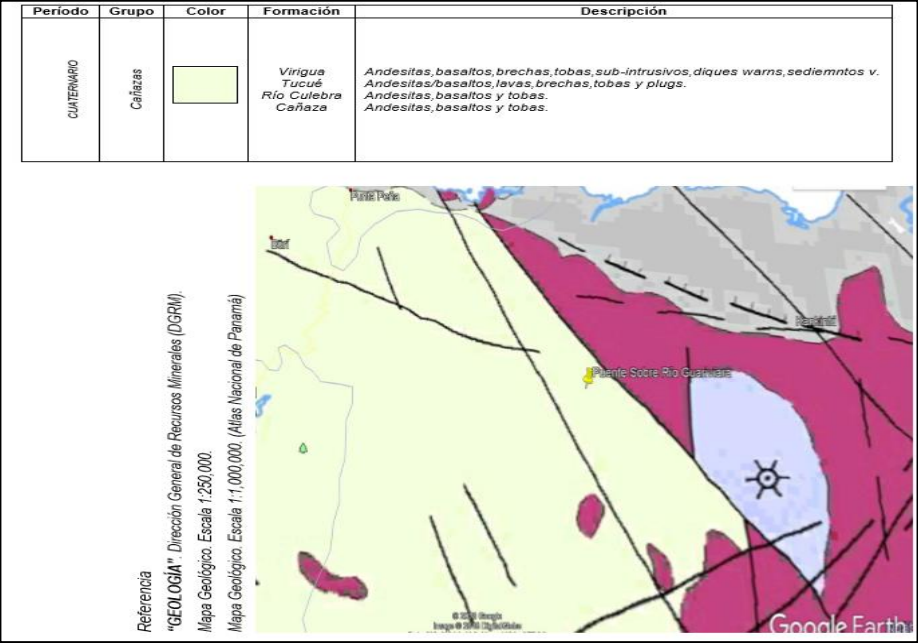 Período Grupo Color Formación Descripción
CUATERNARIO
Cañazas
Virigua Andesitas,basaltos,brechas,tobas,sub-intrusivos,diques warns,sediemntos v.
Tucué Andesitas/basaltos,lavas,brechas,tobas y plugs.
Río Culebra Andesitas,basaltos y tobas.
Cañaza Andesitas,basaltos y tobas.
Referencia
"GEOLOGÍA". Dirección General de Recursos Minerales (DGRM).
Mapa Geológico. Escala 1:250,000.
Mapa Geológico. Escala 1:1,000,000. (Atlas Nacional de Panamá)
Punta Peña
Puente Sobre Río
Google Earth